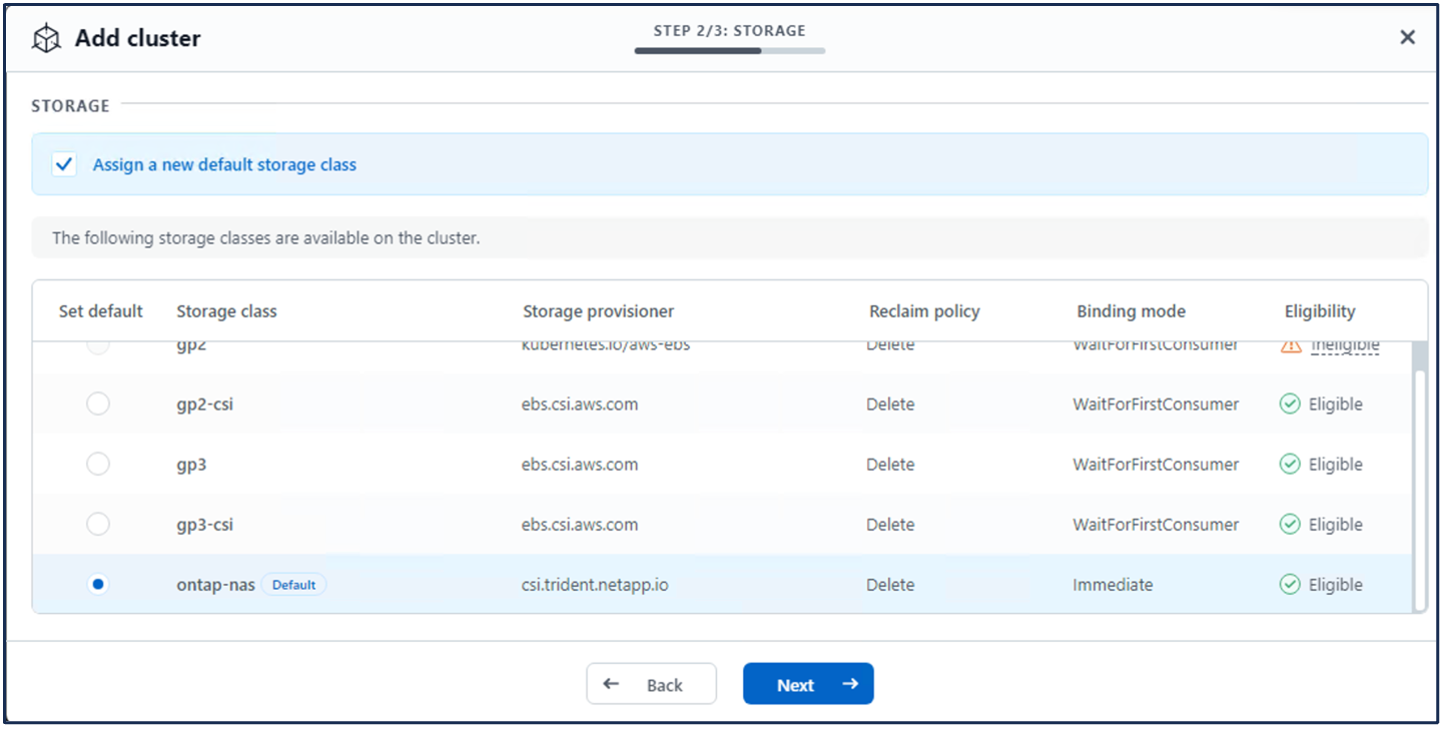 Add cluster
STEP 2/3: STORAGE
STORAGE
Assign a new default storage class
The following storage classes are available on the cluster.
Set default Storage class Storage provisioner Reclaim policy Binding mode Eligibility
gp2 kubernetes.io/aws-ebs Delete WaitForFirstConsumer Ineligible
gp2-csi ebs.csi.aws.com Delete WaitForFirstConsumer Eligible
gp3 ebs.csi.aws.com Delete WaitForFirstConsumer Eligible
gp3-csi ebs.csi.aws.com Delete WaitForFirstConsumer Eligible
ontap-nas Default csi.trident.netapp.io Delete Immediate Eligible
Back Next